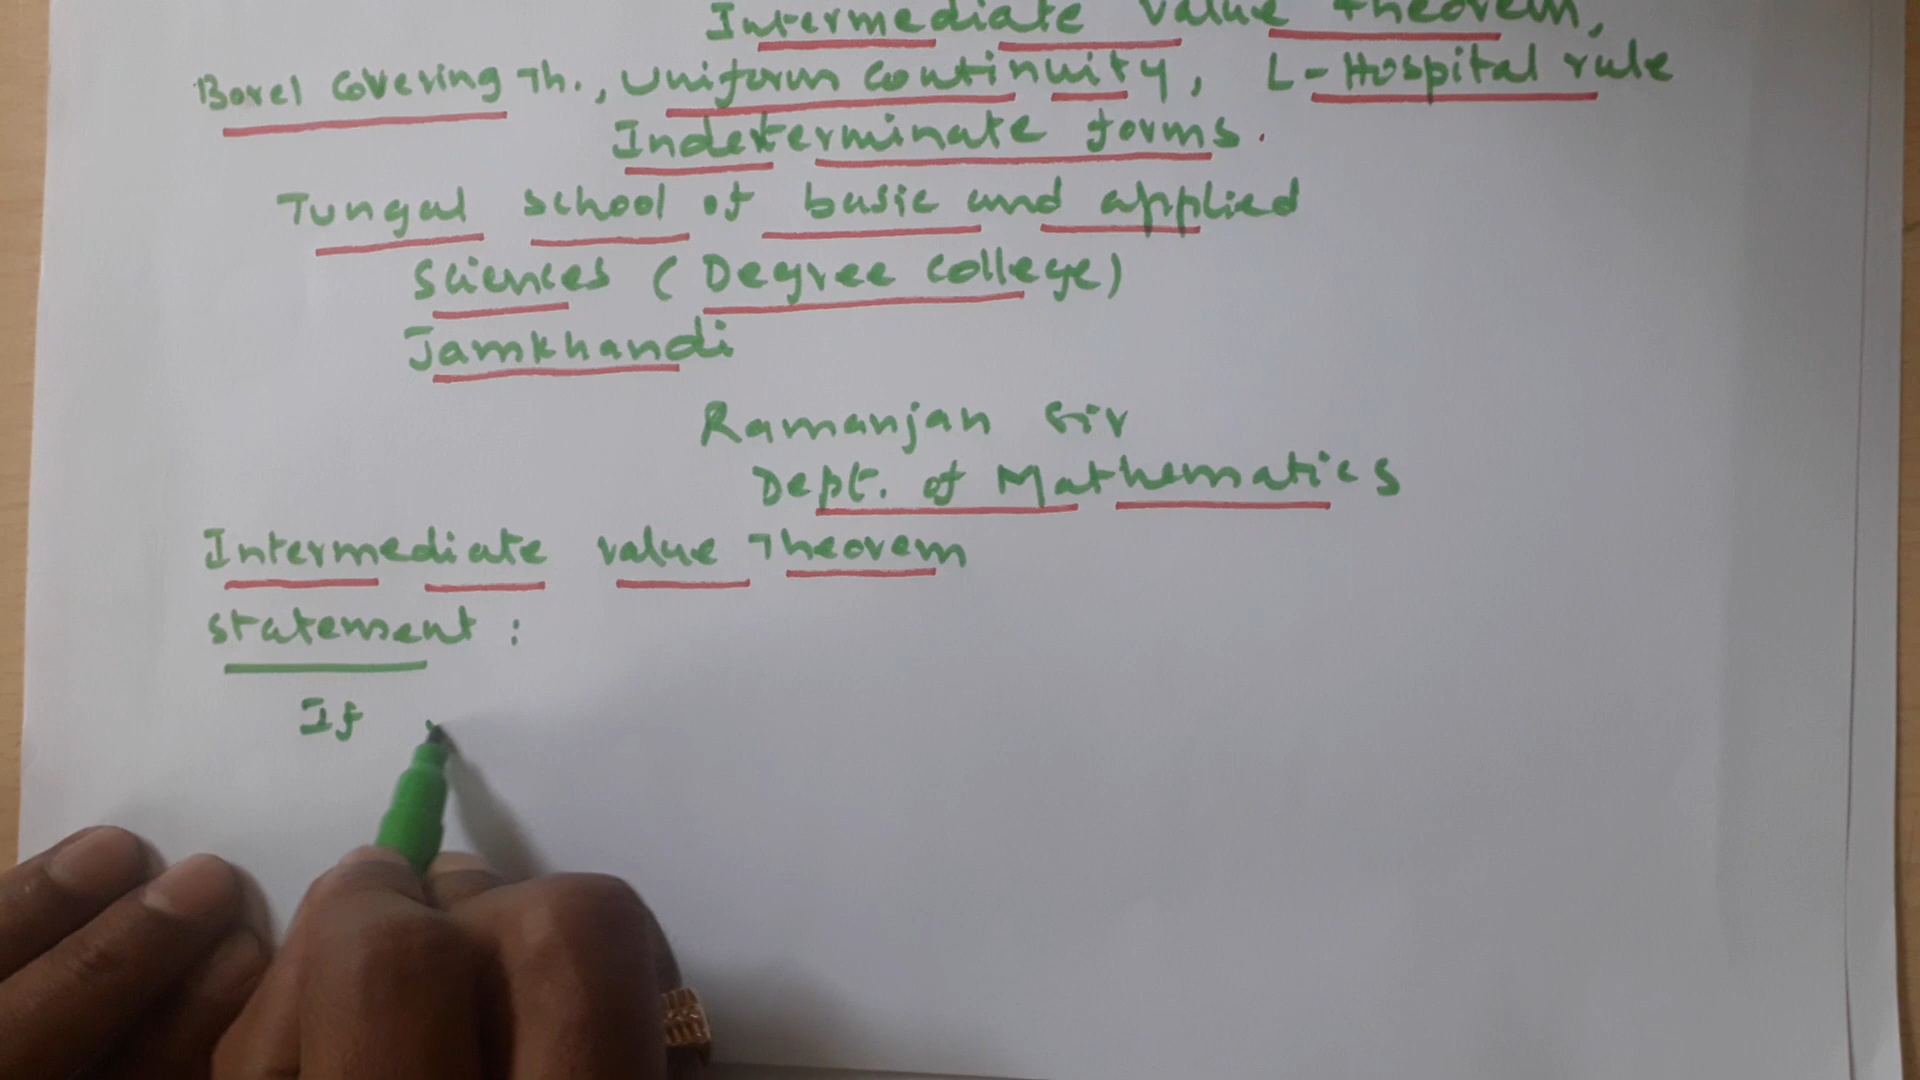 Intermediate value theorem,
Borel Covering Th., Uniform Continuity, L-Hospital rule
Indeterminate forms.
Tungal school of basic and applied
Sciences (Degree college)
Jamkhandi
Ramanjan sir
Dept. of Mathematics
Intermediate value Theorem
statement :
If